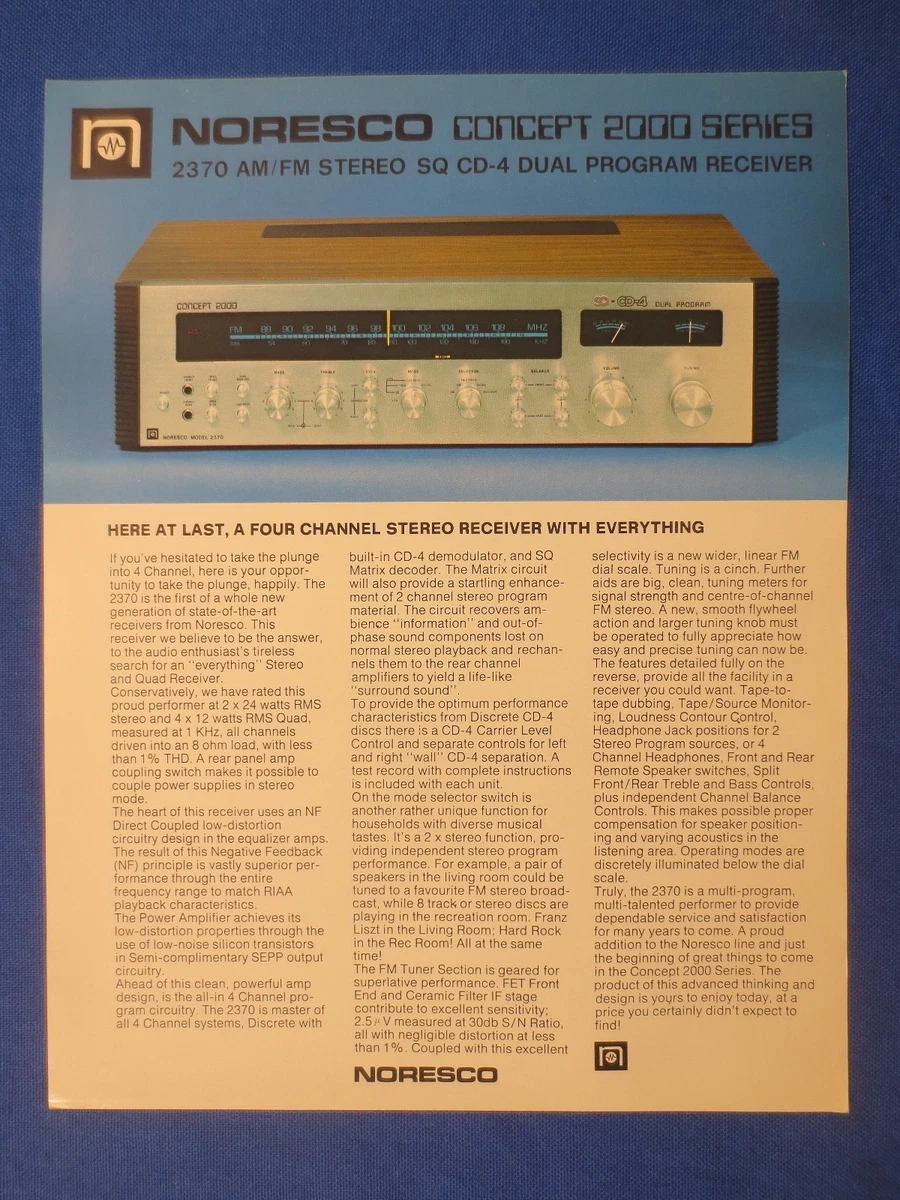 NORESCO CONCEPT 2000 SERIES
2370 AM/FM STEREO SQ CD-4 DUAL PROGRAM RECEIVER
CONCEPT 2000
SQ · CD-4 DUAL PROGRAM
FM 88 90 92 94 96 98 100 102 104 106 108 MHZ
KHZ
BASS
TREBLE
CD-4
MODE
SELECTOR
BALANCE
VOLUME
TUNING
NORESCO MODEL 2370
HERE AT LAST, A FOUR CHANNEL STEREO RECEIVER WITH EVERYTHING
If you've hesitated to take the plunge
into 4 Channel, here is your oppor-
tunity to take the plunge, happily. The
2370 is the first of a whole new
generation of state-of-the-art
receivers from Noresco. This
receiver we believe to be the answer,
to the audio enthusiast's tireless
search for an "everything" Stereo
and Quad Receiver.
Conservatively, we have rated this
proud performer at 2 x 24 watts RMS
stereo and 4 x 12 watts RMS Quad,
measured at 1 KHz, all channels
driven into an 8 ohm load, with less
than 1% THD. A rear panel amp
coupling switch makes it possible to
couple power supplies in stereo
mode.
The heart of this receiver uses an NF
Direct Coupled low-distortion
circuitry design in the equalizer amps.
The result of this Negative Feedback
(NF) principle is vastly superior per-
formance through the entire
frequency range to match RIAA
playback characteristics.
The Power Amplifier achieves its
low-distortion properties through the
use of low-noise silicon transistors
in Semi-complimentary SEPP output
circuitry.
Ahead of this clean, powerful amp
design, is the all-in 4 Channel pro-
gram circuitry. The 2370 is master of
all 4 Channel systems, Discrete with
built-in CD-4 demodulator, and SQ
Matrix decoder. The Matrix circuit
will also provide a startling enhance-
ment of 2 channel stereo program
material. The circuit recovers am-
bience "information" and out-of-
phase sound components lost on
normal stereo playback and rechan-
nels them to the rear channel
amplifiers to yield a life-like
"surround sound".
To provide the optimum performance
characteristics from Discrete CD-4
discs there is a CD-4 Carrier Level
Control and separate controls for left
and right "wall" CD-4 separation. A
test record with complete instructions
is included with each unit.
On the mode selector switch is
another rather unique function for
households with diverse musical
tastes. It's a 2 x stereo function, pro-
viding independent stereo program
performance. For example, a pair of
speakers in the living room could be
tuned to a favourite FM stereo broad-
cast, while 8 track or stereo discs are
playing in the recreation room. Franz
Liszt in the Living Room; Hard Rock
in the Rec Room! All at the same
time!
The FM Tuner Section is geared for
superlative performance. FET Front
End and Ceramic Filter IF stage
contribute to excellent sensitivity;
2.5µV measured at 30db S/N Ratio,
all with negligible distortion at less
than 1%. Coupled with this excellent
selectivity is a new wider, linear FM
dial scale. Tuning is a cinch. Further
aids are big, clean, tuning meters for
signal strength and centre-of-channel
FM stereo. A new, smooth flywheel
action and larger tuning knob must
be operated to fully appreciate how
easy and precise tuning can now be.
The features detailed fully on the
reverse, provide all the facility in a
receiver you could want. Tape-to-
tape dubbing, Tape/Source Monitor-
ing, Loudness Contour Control,
Headphone Jack positions for 2
Stereo Program sources, or 4
Channel Headphones, Front and Rear
Remote Speaker switches, Split
Front/Rear Treble and Bass Controls,
plus independent Channel Balance
Controls. This makes possible proper
compensation for speaker position-
ing and varying acoustics in the
listening area. Operating modes are
discretely illuminated below the dial
scale.
Truly, the 2370 is a multi-program,
multi-talented performer to provide
dependable service and satisfaction
for many years to come. A proud
addition to the Noresco line and just
the beginning of great things to come
in the Concept 2000 Series. The
product of this advanced thinking and
design is yours to enjoy today, at a
price you certainly didn't expect to
find!
NORESCO